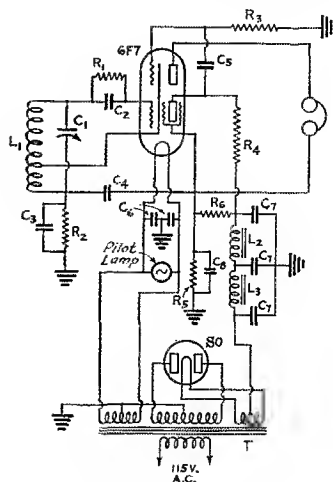 R3
6F7
R1
C5
C2
C1
L1
R4
C4
C3
R2
C6
R6
C7
L2
Pilot
Lamp
C8
C7
R5
L3
C7
80
T
115 V.
A.C.